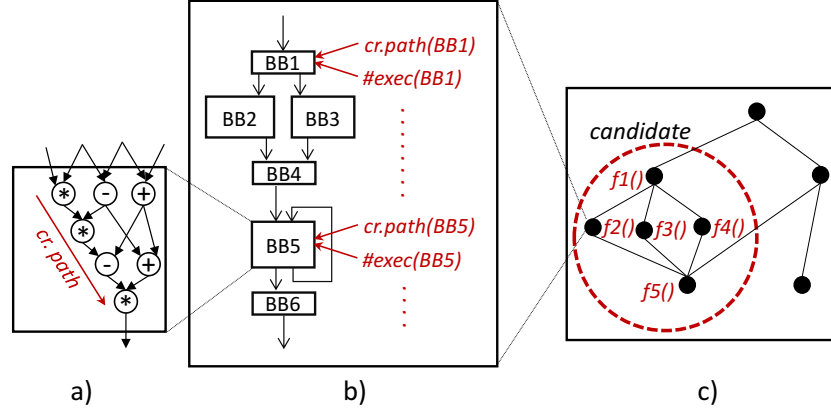 * - +
*
- +
*
cr. path
a)
BB1
BB2 BB3
BB4
BB5
BB6
cr.path(BB1)
#exec(BB1)
cr.path(BB5)
#exec(BB5)
b)
candidate
f1()
f2() f3() f4()
f5()
c)